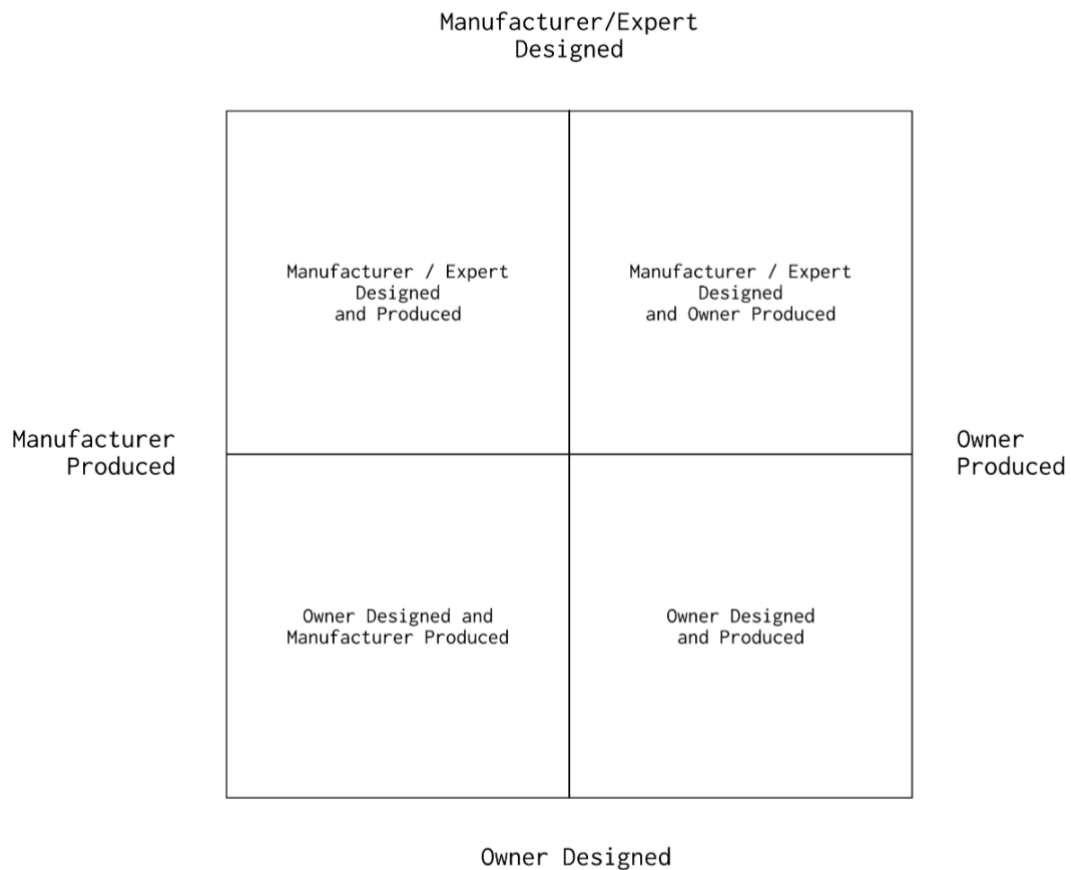 Manufacturer/Expert
Designed
Manufacturer / Expert
Designed
and Produced
Manufacturer / Expert
Designed
and Owner Produced
Manufacturer
Produced
Owner
Produced
Owner Designed and
Manufacturer Produced
Owner Designed
and Produced
Owner Designed